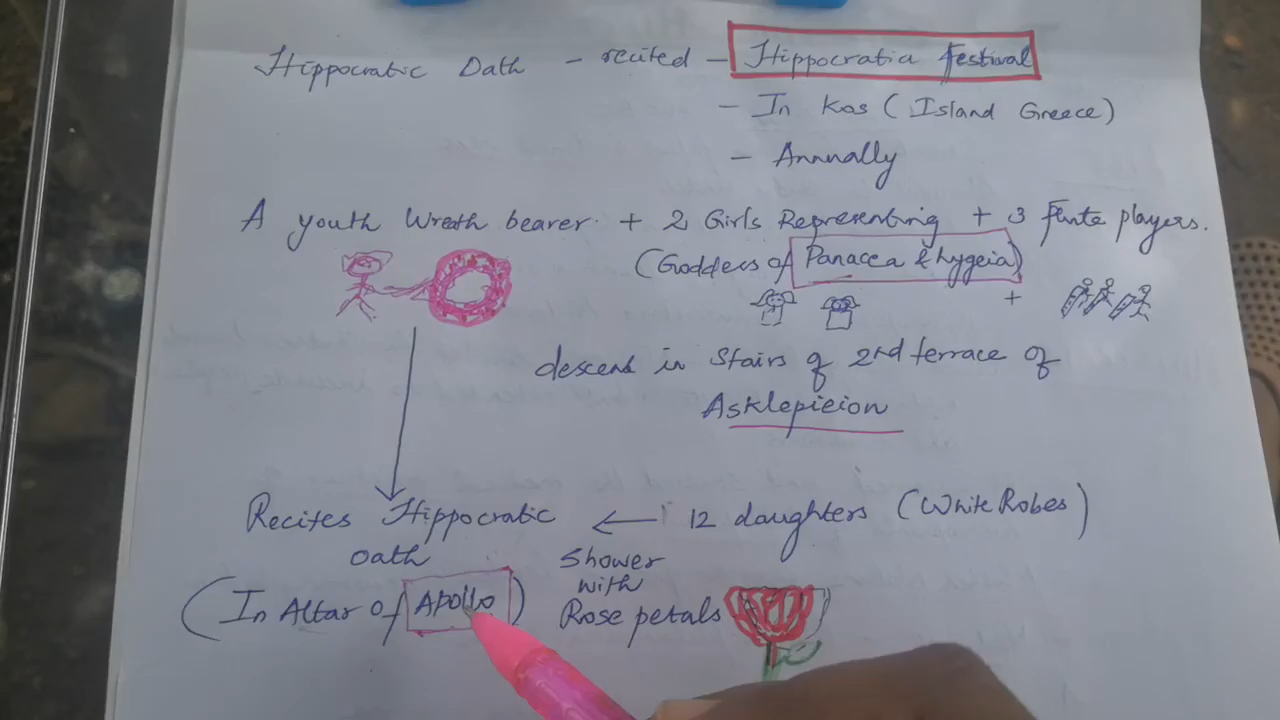 Hippocratic Oath - recited - Hippocratia Festival
- In Kos (Island Greece)
- Annally
A youth Wreath bearer. + 2 Girls Representing + 3 flute players.
(Goddess of Panacea & hygeia)
+
descend in Stairs of 2nd terrace of
Asklepieion
Recites Hippocratic ← 12 daughters (White Robes)
oath
Shower
with
(In Altar of Apollo)
Rose petals